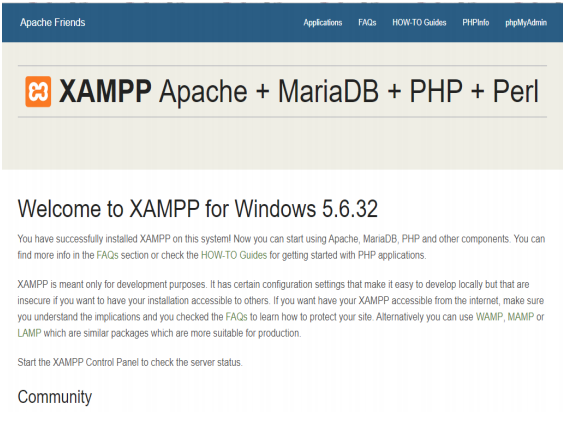 Apache Friends Applications FAQs HOW-TO Guides PHPInfo phpMyAdmin
XAMPP Apache + MariaDB + PHP + Perl
Welcome to XAMPP for Windows 5.6.32
You have successfully installed XAMPP on this system! Now you can start using Apache, MariaDB, PHP and other components. You can
find more info in the FAQs section or check the HOW-TO Guides for getting started with PHP applications.
XAMPP is meant only for development purposes. It has certain configuration settings that make it easy to develop locally but that are
insecure if you want to have your installation accessible to others. If you want have your XAMPP accessible from the internet, make sure
you understand the implications and you checked the FAQs to learn how to protect your site. Alternatively you can use WAMP, MAMP or
LAMP which are similar packages which are more suitable for production.
Start the XAMPP Control Panel to check the server status.
Community